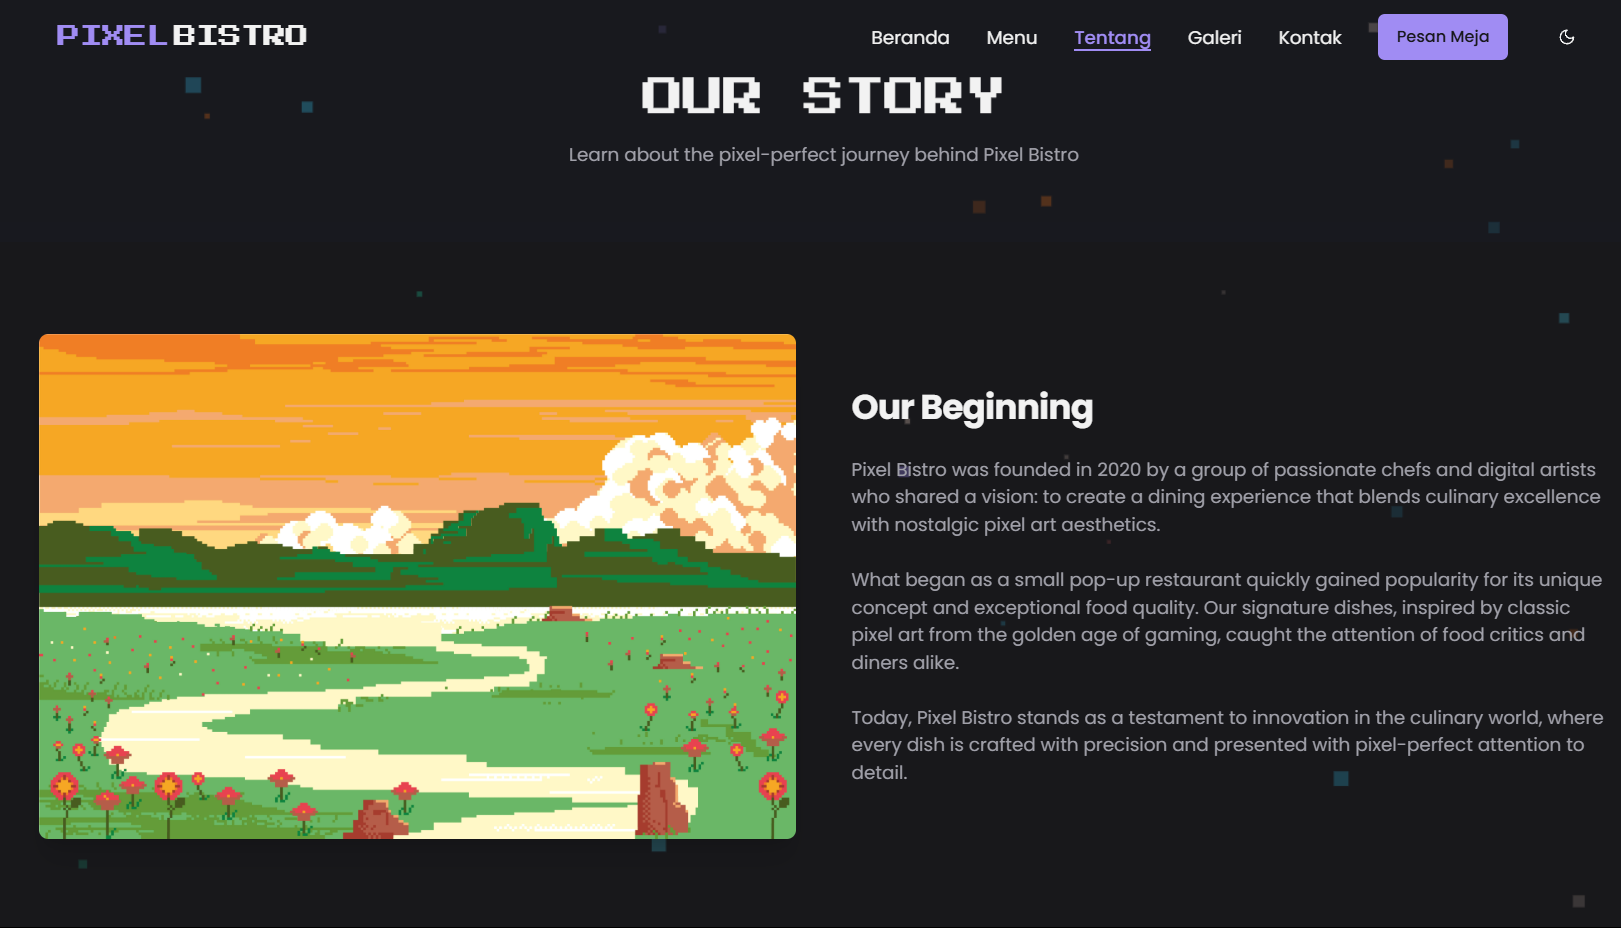 PIXELBISTRO
Beranda
Menu
Tentang
Galeri
Kontak
Pesan Meja
OUR STORY
Learn about the pixel-perfect journey behind Pixel Bistro
Our Beginning
Pixel Bistro was founded in 2020 by a group of passionate chefs and digital artists
who shared a vision: to create a dining experience that blends culinary excellence
with nostalgic pixel art aesthetics.
What began as a small pop-up restaurant quickly gained popularity for its unique
concept and exceptional food quality. Our signature dishes, inspired by classic
pixel art from the golden age of gaming, caught the attention of food critics and
diners alike.
Today, Pixel Bistro stands as a testament to innovation in the culinary world, where
every dish is crafted with precision and presented with pixel-perfect attention to
detail.